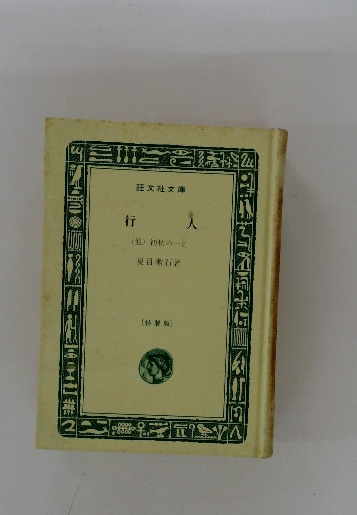 旺文社文庫
行人
(他) 初秋の一日
夏目漱石著
[特製版]